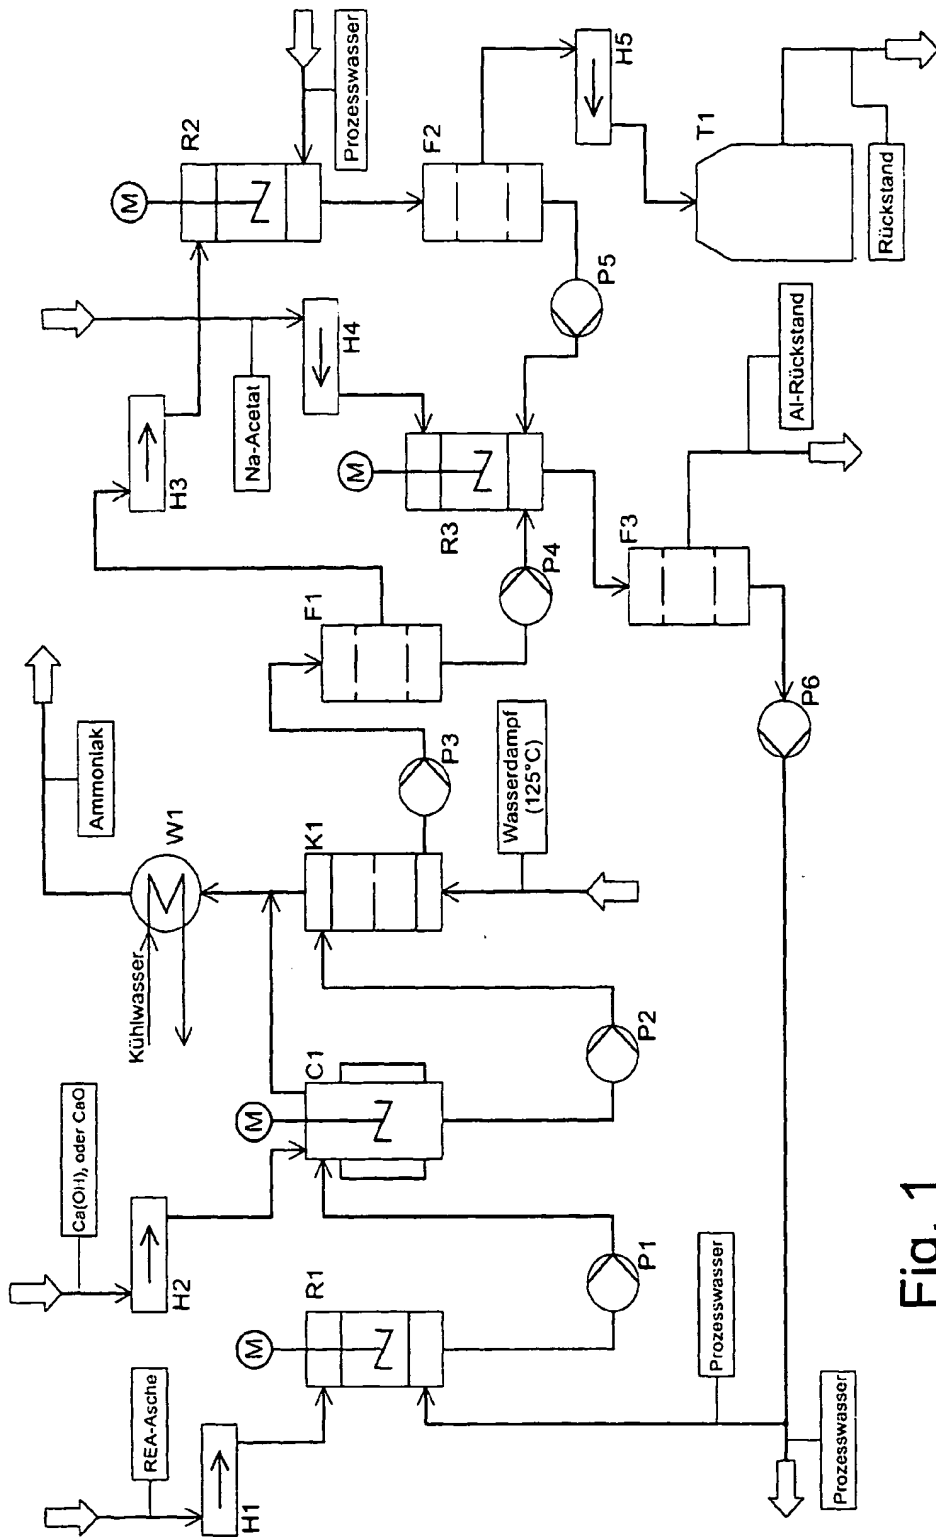 REA-Asche
H1
Ca(OH), oder CaO
H2
Kühlwasser
W1
Ammoniak
H3
M
R2
Prozesswasser
M
R1
M
C1
K1
F1
Na-Acetat
H4
M
R3
F2
H5
P1
P2
P3
Wasserdampf
(125°C)
P4
P5
F3
T1
Prozesswasser
P6
Al-Rückstand
Rückstand
Prozesswasser
Fig. 1